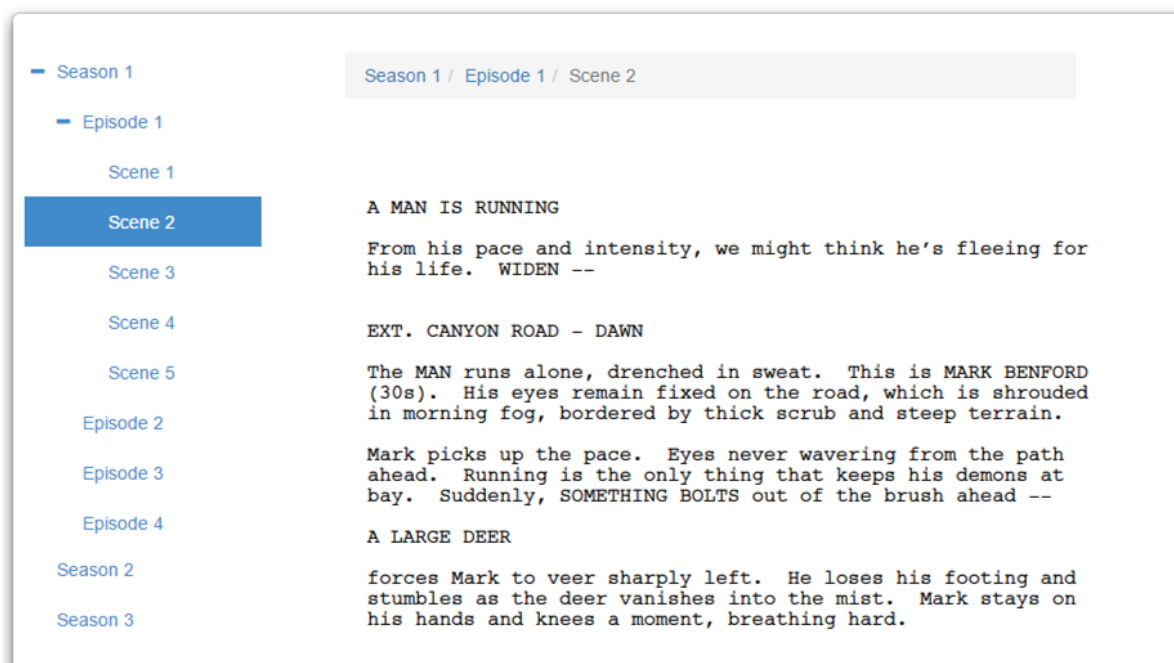 Season 1
Episode 1
Scene 1
Scene 2
Scene 3
Scene 4
Scene 5
Episode 2
Episode 3
Episode 4
Season 2
Season 3
Season 1 / Episode 1 / Scene 2
A MAN IS RUNNING
From his pace and intensity, we might think he's fleeing for
his life.  WIDEN --
EXT. CANYON ROAD - DAWN
The MAN runs alone, drenched in sweat.  This is MARK BENFORD
(30s).  His eyes remain fixed on the road, which is shrouded
in morning fog, bordered by thick scrub and steep terrain.
Mark picks up the pace.  Eyes never wavering from the path
ahead.  Running is the only thing that keeps his demons at
bay.  Suddenly, SOMETHING BOLTS out of the brush ahead --
A LARGE DEER
forces Mark to veer sharply left.  He loses his footing and
stumbles as the deer vanishes into the mist.  Mark stays on
his hands and knees a moment, breathing hard.